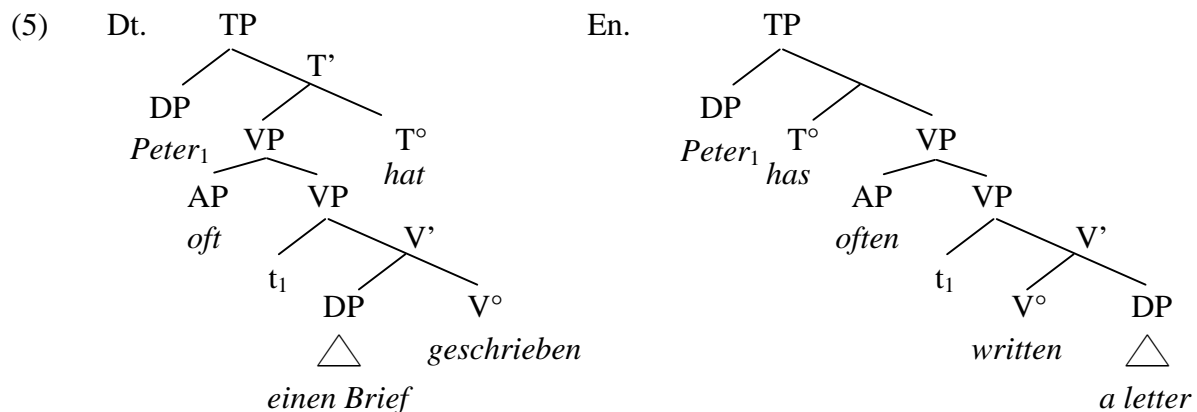 (5) Dt. TP En. TP
T’
DP DP
Peter₁ VP T° Peter₁ T° VP
hat has
AP VP AP VP
oft V’ often V’
t₁ t₁
DP V° V° DP
geschrieben written
einen Brief a letter